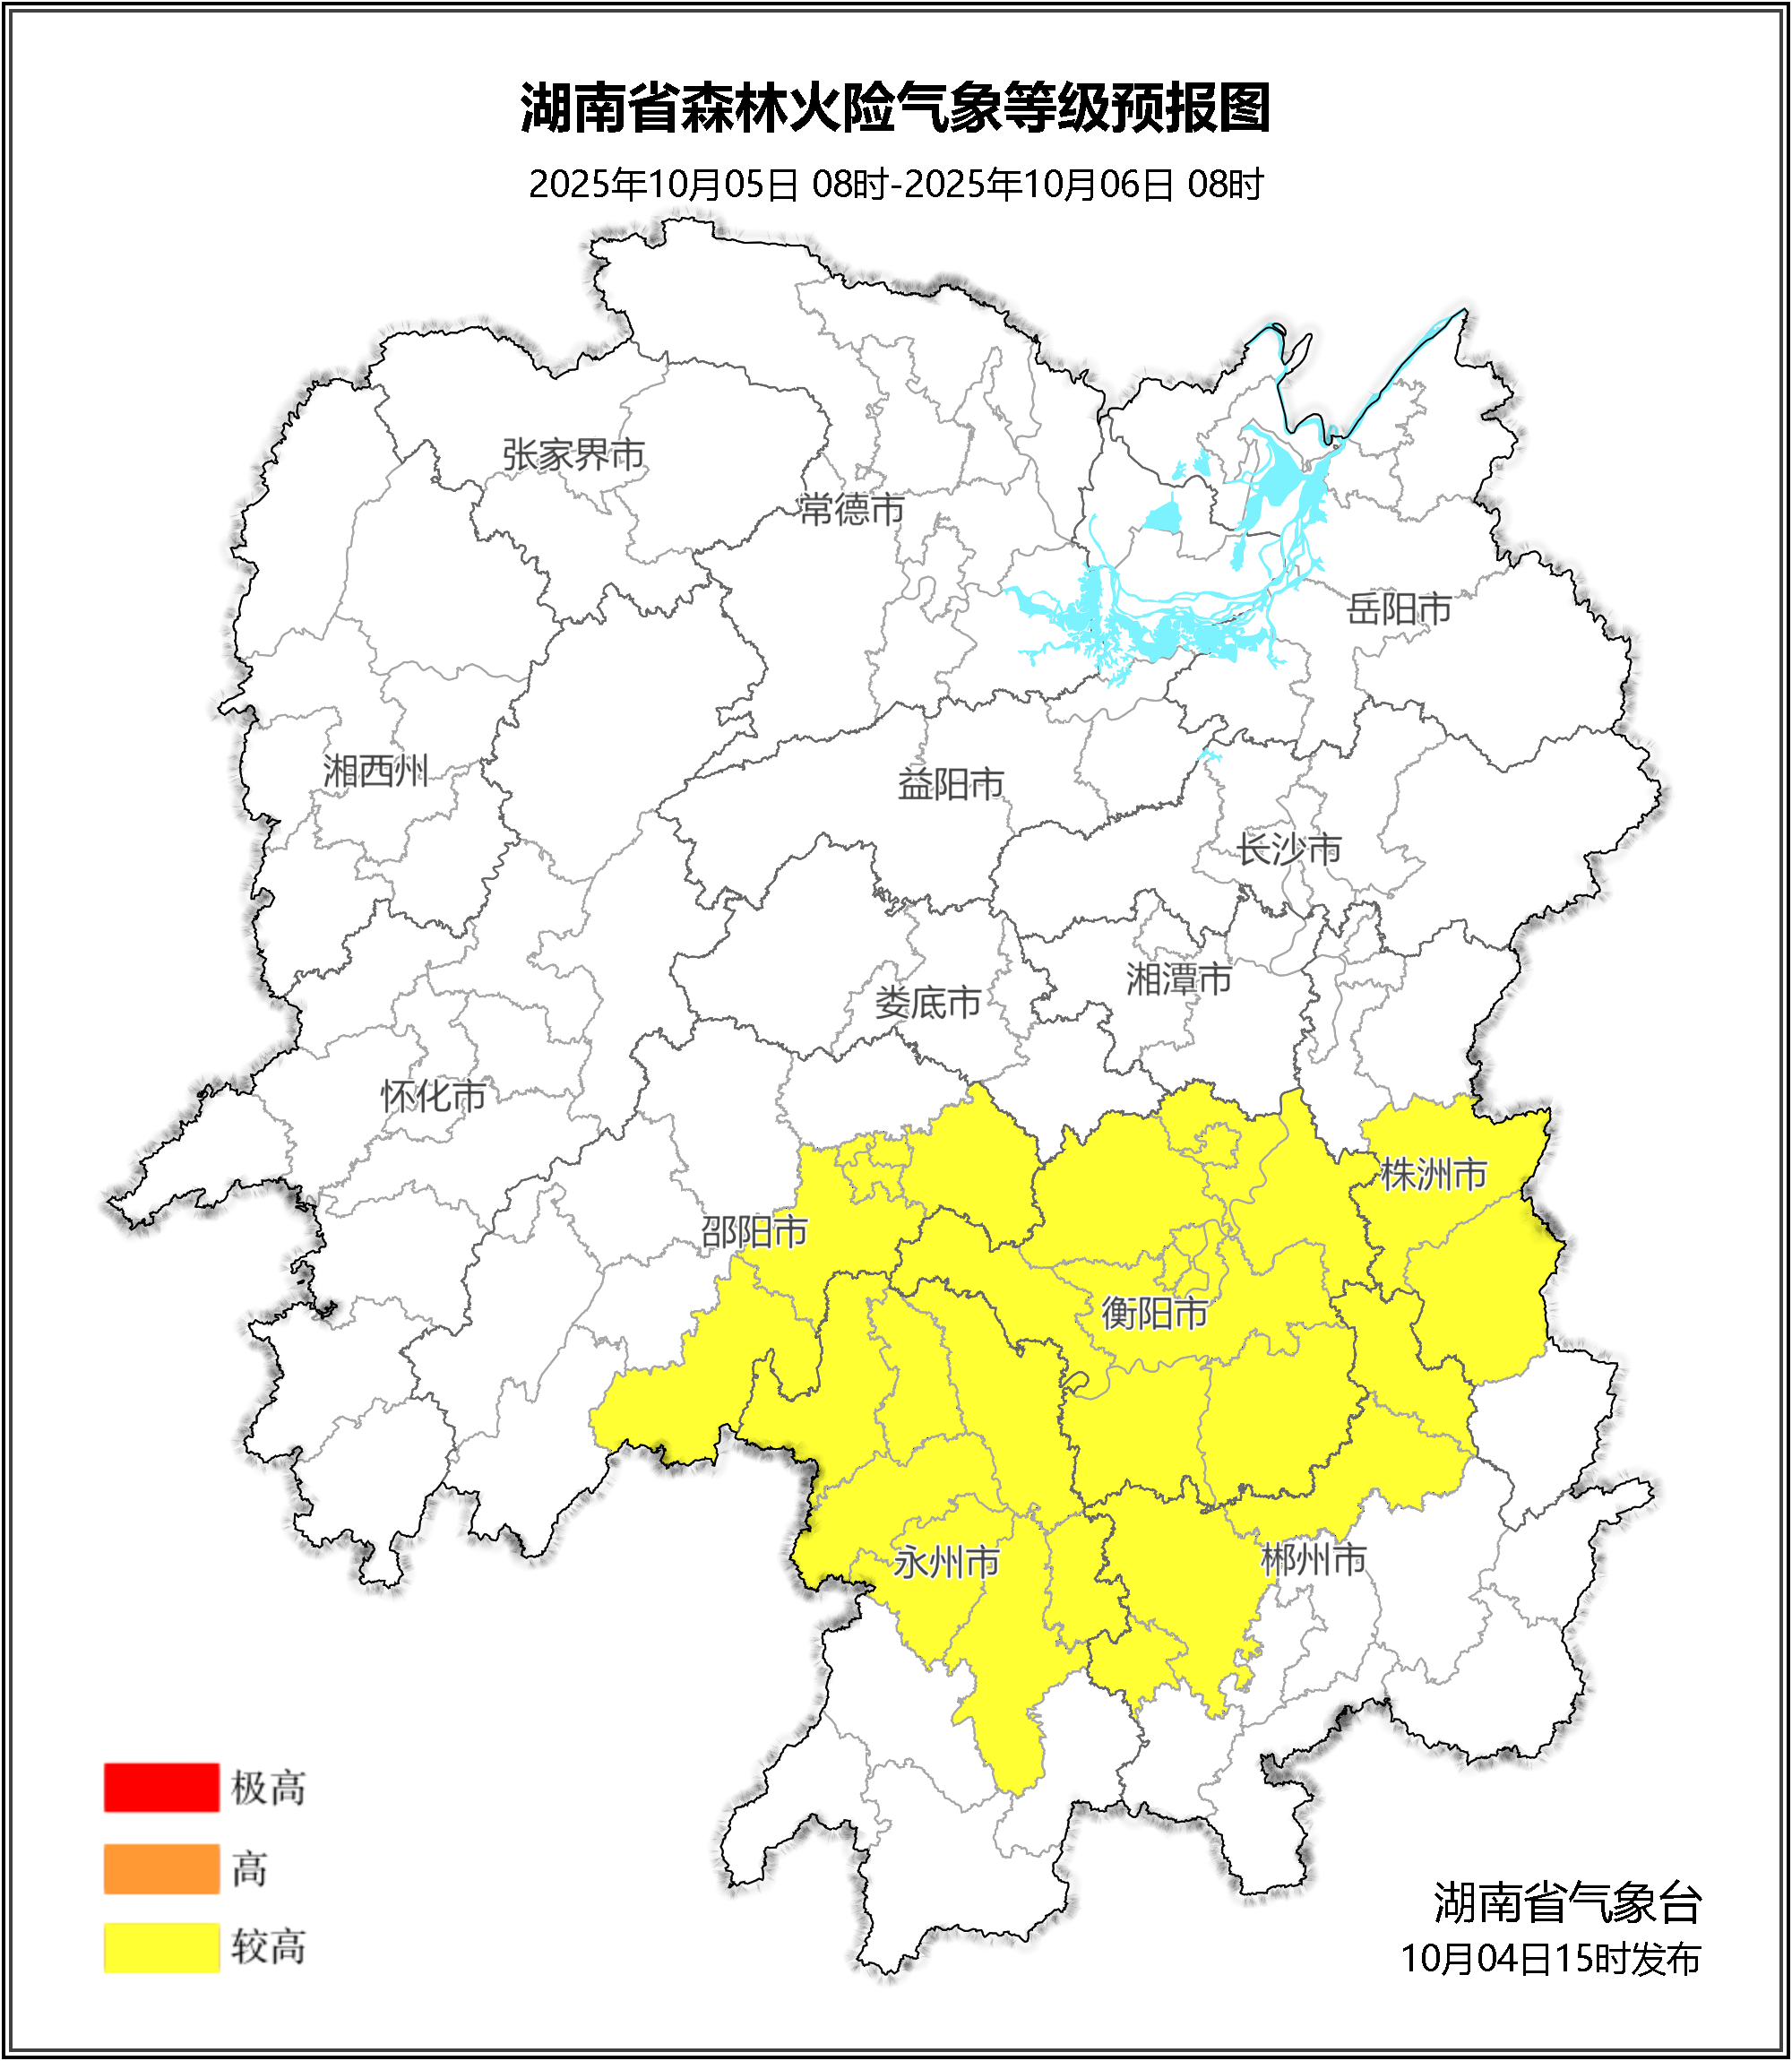 湖南省森林火险气象等级预报图
2025年10月05日 08时-2025年10月06日 08时
张家界市
常德市
岳阳市
湘西州
益阳市
长沙市
湘潭市
娄底市
怀化市
株洲市
邵阳市
衡阳市
永州市
郴州市
极高
高
较高
湖南省气象台
10月04日15时发布